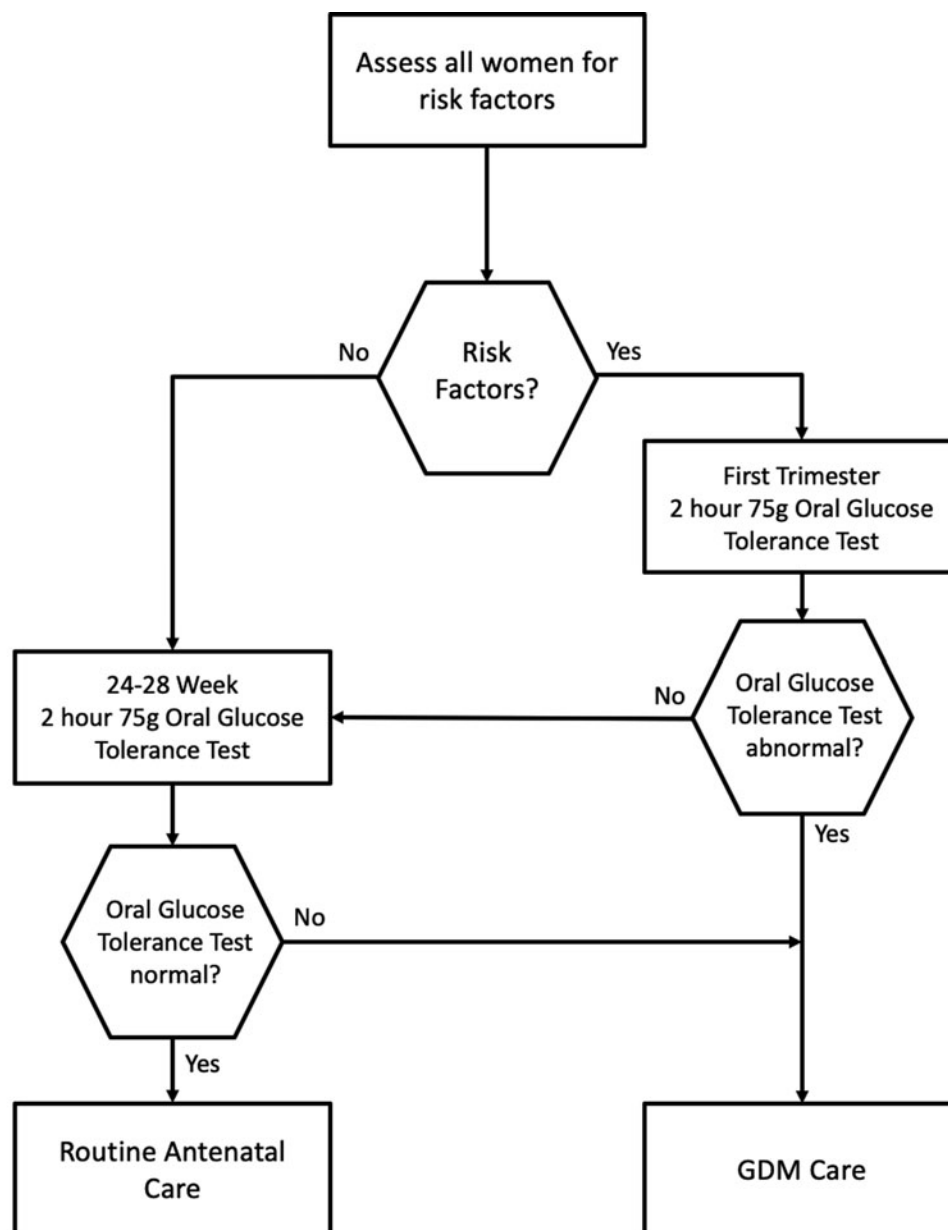 Assess all women for
risk factors
No
Risk
Factors?
Yes
First Trimester
2 hour 75g Oral Glucose
Tolerance Test
24-28 Week
2 hour 75g Oral Glucose
Tolerance Test
No
Oral Glucose
Tolerance Test
abnormal?
Yes
Oral Glucose
Tolerance Test
normal?
No
Yes
Routine Antenatal
Care
GDM Care